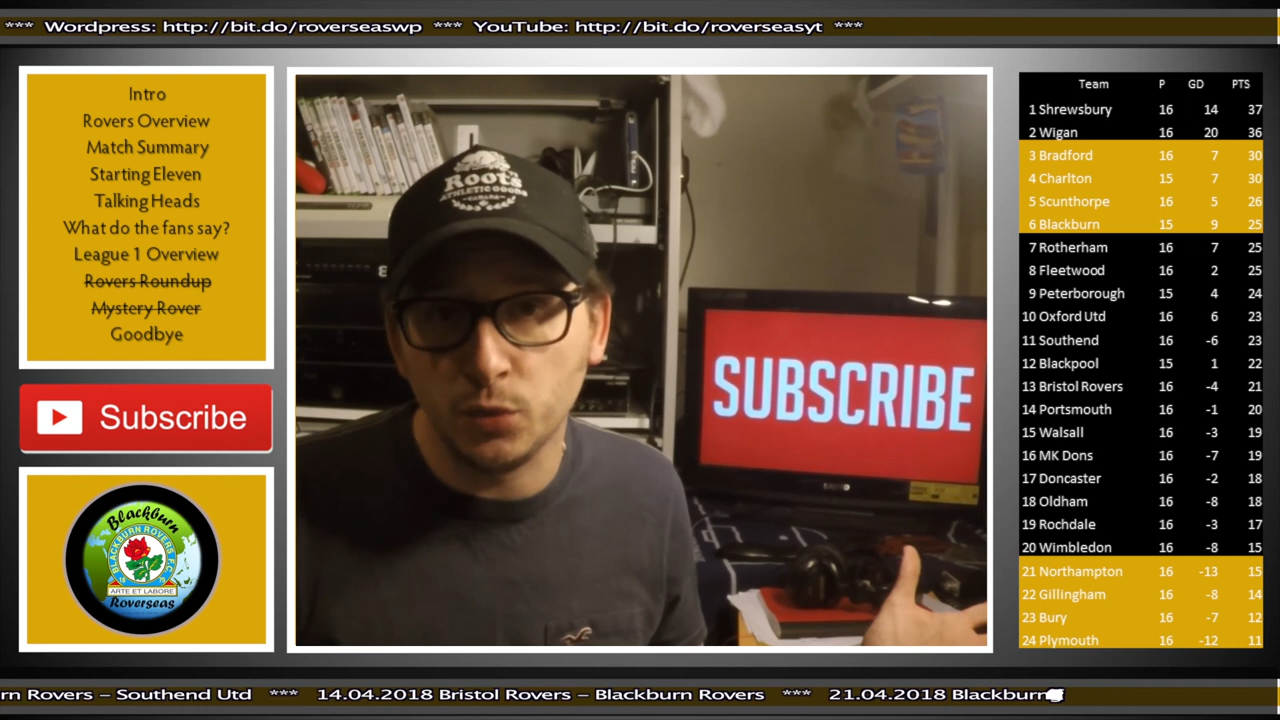 *** Wordpress: http://bit.do/roverseaswp *** YouTube: http://bit.do/roverseasyt ***
Intro
Rovers Overview
Match Summary
Starting Eleven
Talking Heads
What do the fans say?
League 1 Overview
Rovers Roundup
Mystery Rover
Goodbye
Subscribe
Blackburn
BLACKBURN ROVERS F.C.
1875
ARTE ET LABORE
Roverseas
Roots
ATHLETIC GOODS
CANADA
SUBSCRIBE
Team P GD PTS
1 Shrewsbury 16 14 37
2 Wigan 16 20 36
3 Bradford 16 7 30
4 Charlton 15 7 30
5 Scunthorpe 16 5 26
6 Blackburn 15 9 25
7 Rotherham 16 7 25
8 Fleetwood 16 2 25
9 Peterborough 15 4 24
10 Oxford Utd 16 6 23
11 Southend 16 -6 23
12 Blackpool 15 1 22
13 Bristol Rovers 16 -4 21
14 Portsmouth 16 -1 20
15 Walsall 16 -3 19
16 MK Dons 16 -7 19
17 Doncaster 16 -2 18
18 Oldham 16 -8 18
19 Rochdale 16 -3 17
20 Wimbledon 16 -8 15
21 Northampton 16 -13 15
22 Gillingham 16 -8 14
23 Bury 16 -7 12
24 Plymouth 16 -12 11
rn Rovers – Southend Utd *** 14.04.2018 Bristol Rovers – Blackburn Rovers *** 21.04.2018 Blackburn